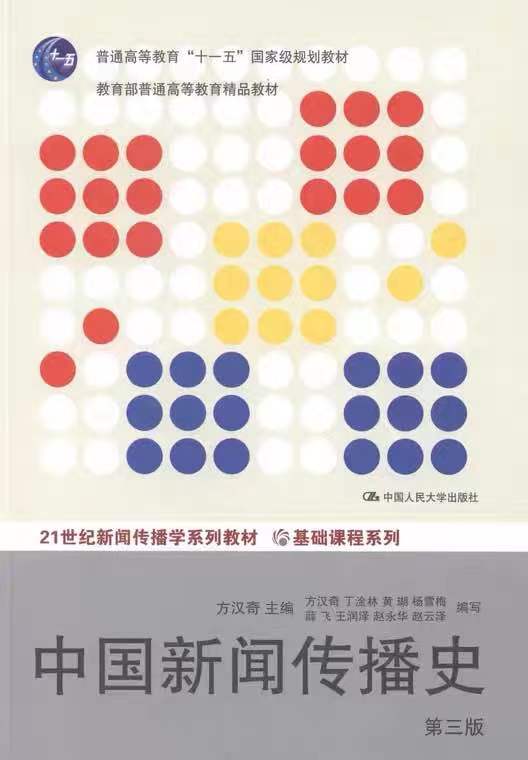 十一五
普通高等教育“十一五”国家级规划教材
教育部普通高等教育精品教材
中国人民大学出版社
21世纪新闻传播学系列教材 基础课程系列
方汉奇 主编 方汉奇 丁淦林 黄 瑚 杨雪梅
薛 飞 王润泽 赵永华 赵云泽 编写
中国新闻传播史
第三版